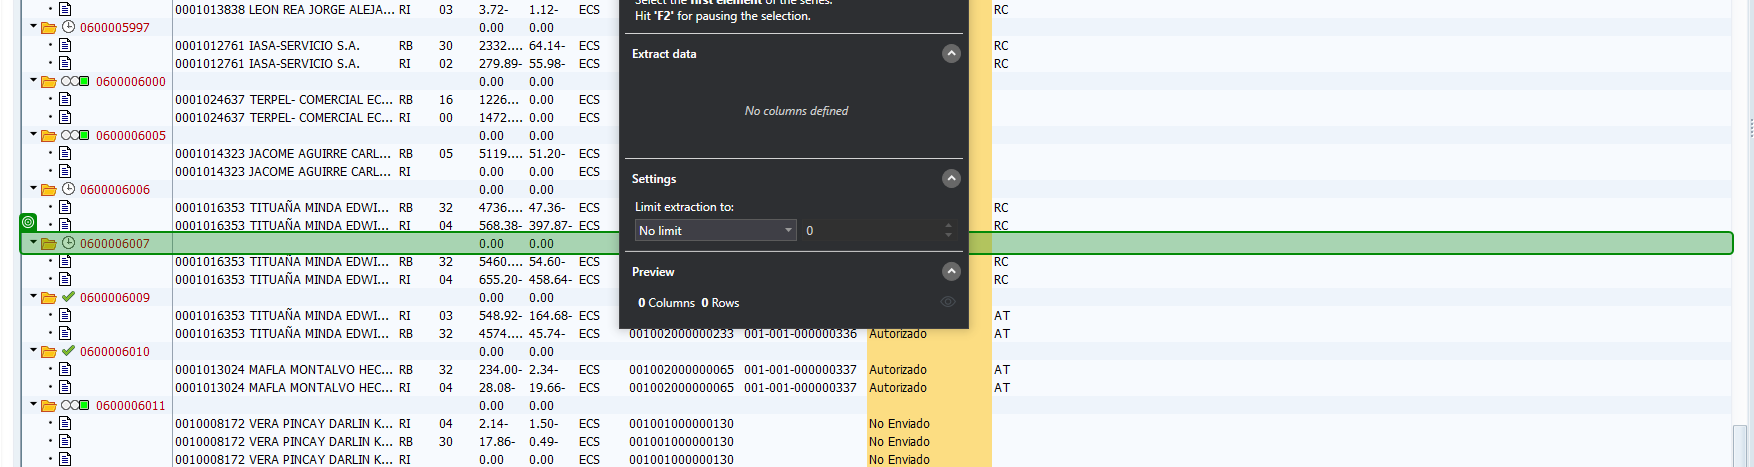 0001013838 LEON REA JORGE ALEJA... RI 03 3.72- 1.12- ECS RC
0600005997 0.00 0.00
0001012761 IASA-SERVICIO S.A. RB 30 2332.... 64.14- ECS RC
0001012761 IASA-SERVICIO S.A. RI 02 279.89- 55.98- ECS RC
0600006000 0.00 0.00
0001024637 TERPEL- COMERCIAL EC... RB 16 1226... 0.00 ECS
0001024637 TERPEL- COMERCIAL EC... RI 00 1472.... 0.00 ECS
0600006005 0.00 0.00
0001014323 JACOME AGUIRRE CARL... RB 05 5119.... 51.20- ECS
0001014323 JACOME AGUIRRE CARL... RI 0.00 0.00 ECS
0600006006 0.00 0.00
0001016353 TITUAÑA MINDA EDWI... RB 32 4736.... 47.36- ECS RC
0001016353 TITUAÑA MINDA EDWI... RI 04 568.38- 397.87- ECS RC
0600006007 0.00 0.00
0001016353 TITUAÑA MINDA EDWI... RB 32 5460.... 54.60- ECS RC
0001016353 TITUAÑA MINDA EDWI... RI 04 655.20- 458.64- ECS RC
0600006009 0.00 0.00
0001016353 TITUAÑA MINDA EDWI... RI 03 548.92- 164.68- ECS AT
0001016353 TITUAÑA MINDA EDWI... RB 32 4574.... 45.74- ECS 001002000000233 001-001-000000336 Autorizado AT
0600006010 0.00 0.00
0001013024 MAFLA MONTALVO HEC... RB 32 234.00- 2.34- ECS 001002000000065 001-001-000000337 Autorizado AT
0001013024 MAFLA MONTALVO HEC... RI 04 28.08- 19.66- ECS 001002000000065 001-001-000000337 Autorizado AT
0600006011 0.00 0.00
0010008172 VERA PINCAY DARLIN K... RI 04 2.14- 1.50- ECS 001001000000130 No Enviado
0010008172 VERA PINCAY DARLIN K... RB 30 17.86- 0.49- ECS 001001000000130 No Enviado
0010008172 VERA PINCAY DARLIN K... RI 0.00 0.00 ECS 001001000000130 No Enviado
Select the first element of the series.
Hit 'F2' for pausing the selection.
Extract data
No columns defined
Settings
Limit extraction to:
No limit 0
Preview
0 Columns 0 Rows